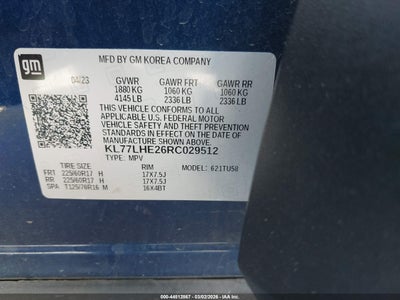 gm
MFD BY GM KOREA COMPANY
04/23 GVWR GAWR FRT GAWR RR
1880 KG 1060 KG 1060 KG
4145 LB 2336 LB 2336 LB
THIS VEHICLE CONFORMS TO ALL
APPLICABLE U.S. FEDERAL MOTOR
VEHICLE SAFETY AND THEFT PREVENTION
STANDARDS IN EFFECT ON THE DATE OF
MANUFACTURE SHOWN ABOVE.
KL77LHE26RC029512
TYPE: MPV MODEL: 621TU58
TIRE SIZE RIM
FRT 225/60R17 H 17X7.5J
RR 225/60R17 H 17X7.5J
SPA T125/70R16 M 16X4BT
000-44912867 - 03/02/2026 - IAAI.COM